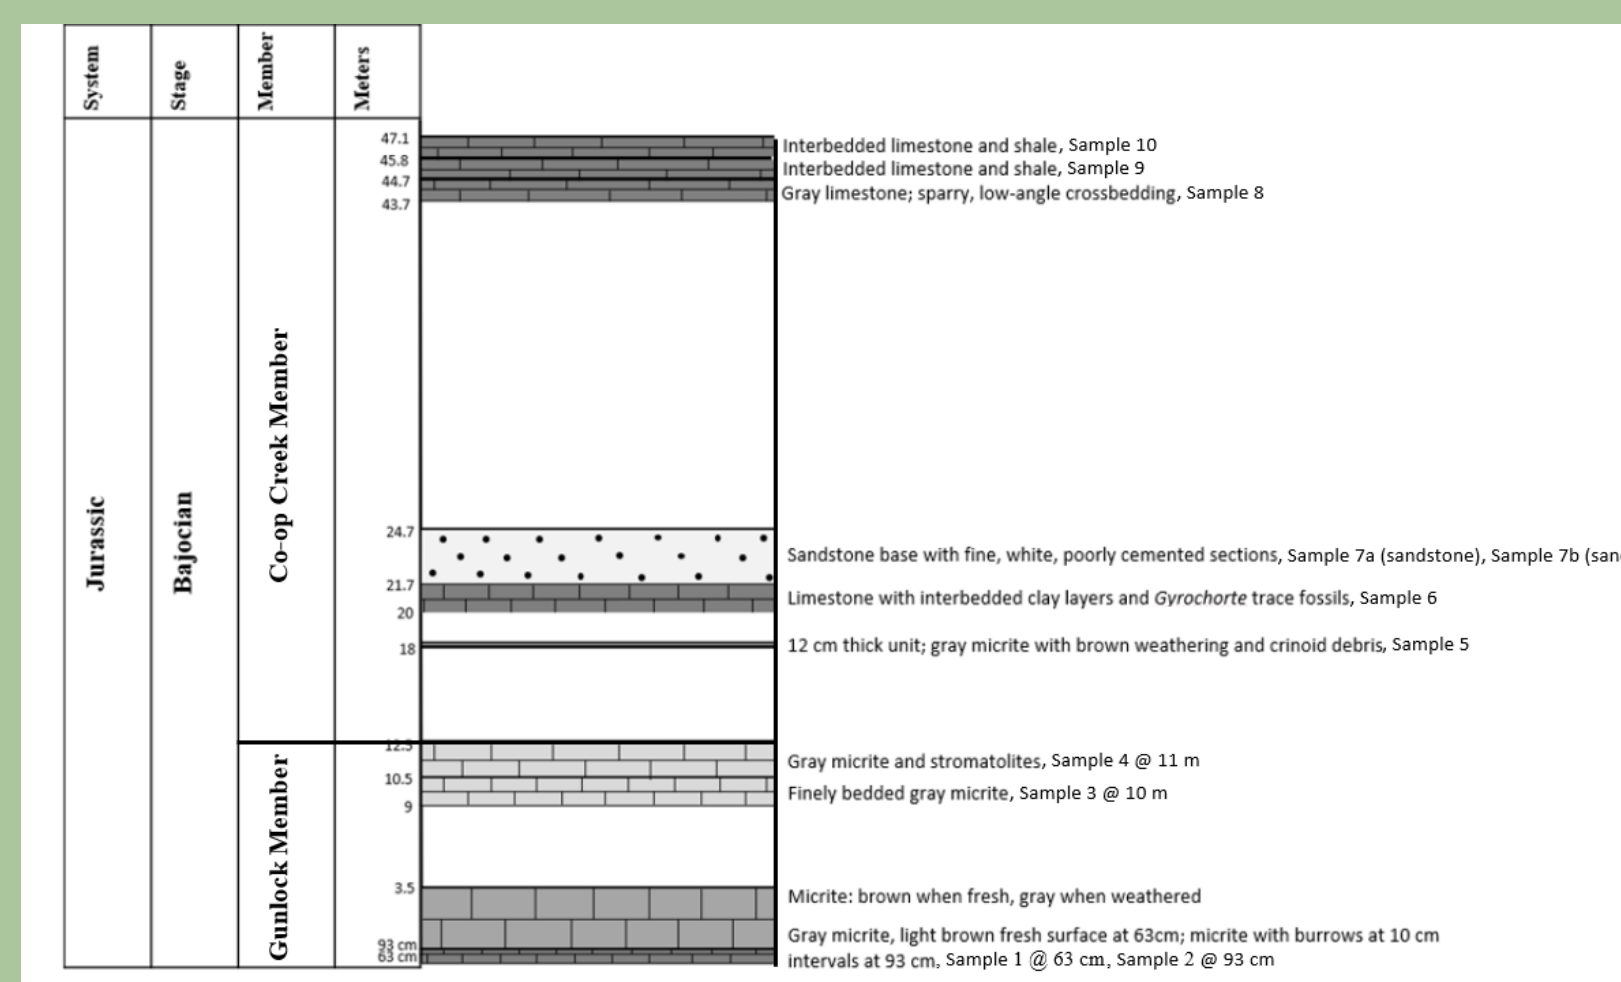 System
Stage
Member
Meters
Jurassic
Bajocian
Co-op Creek Member
Gunlock Member
47.1
Interbedded limestone and shale, Sample 10
45.8
Interbedded limestone and shale, Sample 9
44.7
Gray limestone; sparry, low-angle crossbedding, Sample 8
43.7
24.7
Sandstone base with fine, white, poorly cemented sections, Sample 7a (sandstone), Sample 7b
21.7
Limestone with interbedded clay layers and Gyrochorte trace fossils, Sample 6
20
12 cm thick unit; gray micrite with brown weathering and crinoid debris, Sample 5
18
12.5
Gray micrite and stromatolites, Sample 4 @ 11 m
10.5
Finely bedded gray micrite, Sample 3 @ 10 m
9
3.5
Micrite: brown when fresh, gray when weathered
Gray micrite, light brown fresh surface at 63cm; micrite with burrows at 10 cm
93 cm
intervals at 93 cm, Sample 1 @ 63 cm, Sample 2 @ 93 cm
63 cm